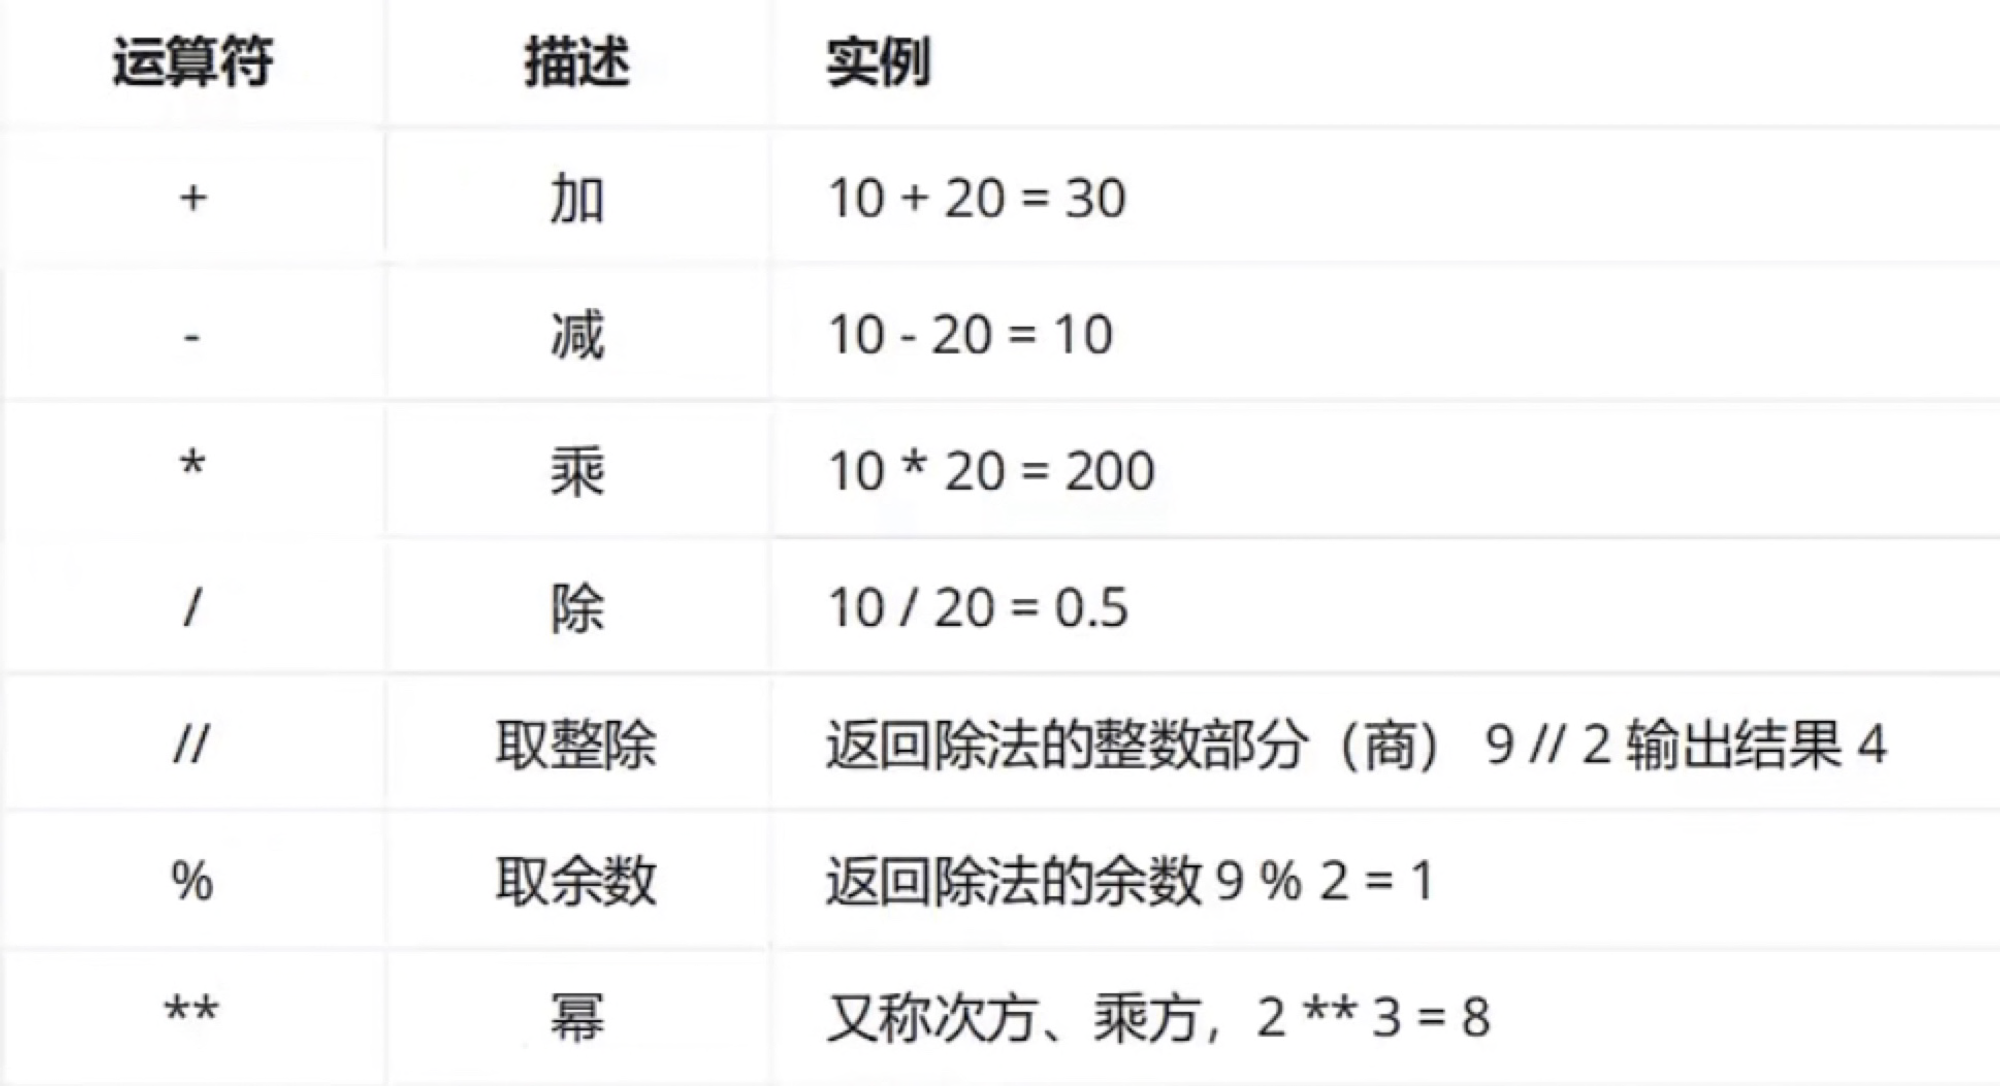 运算符 描述 实例
+ 加 10 + 20 = 30
- 减 10 - 20 = 10
* 乘 10 * 20 = 200
/ 除 10 / 20 = 0.5
// 取整除 返回除法的整数部分（商） 9 // 2 输出结果 4
% 取余数 返回除法的余数 9 % 2 = 1
** 幂 又称次方、乘方，2 ** 3 = 8